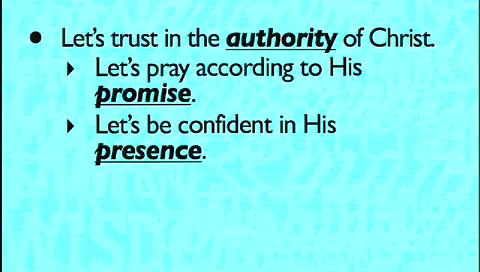 • Let's trust in the authority of Christ.
Let's pray according to His
promise.
Let's be confident in His
presence.